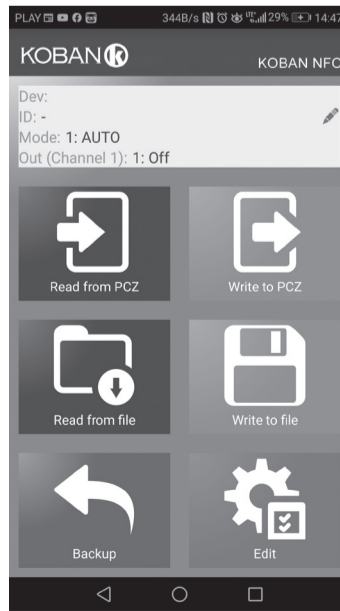 PLAY 344B/s 29% 14:47
KOBAN K
KOBAN NFC
Dev:
ID: -
Mode: 1: AUTO
Out (Channel 1): 1: Off
Read from PCZ
Write to PCZ
Read from file
Write to file
Backup
Edit